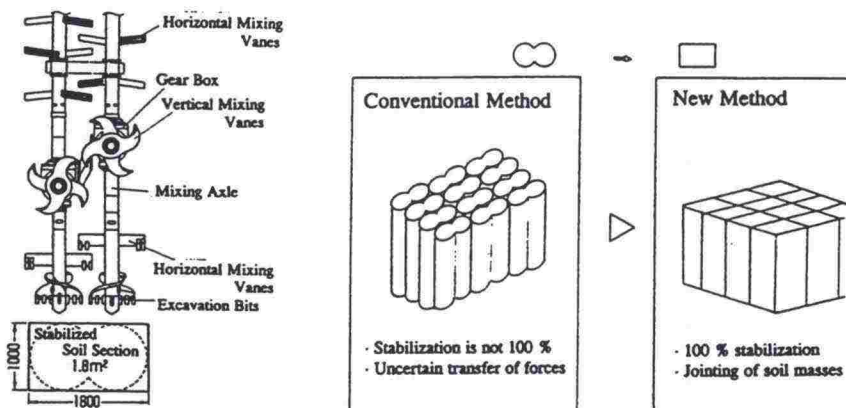 Horizontal Mixing
Vanes
Gear Box
Vertical Mixing
Vanes
Mixing Axle
Horizontal Mixing
Vanes
Excavation Bits
Stabilized
Soil Section
1.8m²
1000
1800
Conventional Method
· Stabilization is not 100 %
· Uncertain transfer of forces
New Method
· 100 % stabilization
· Jointing of soil masses